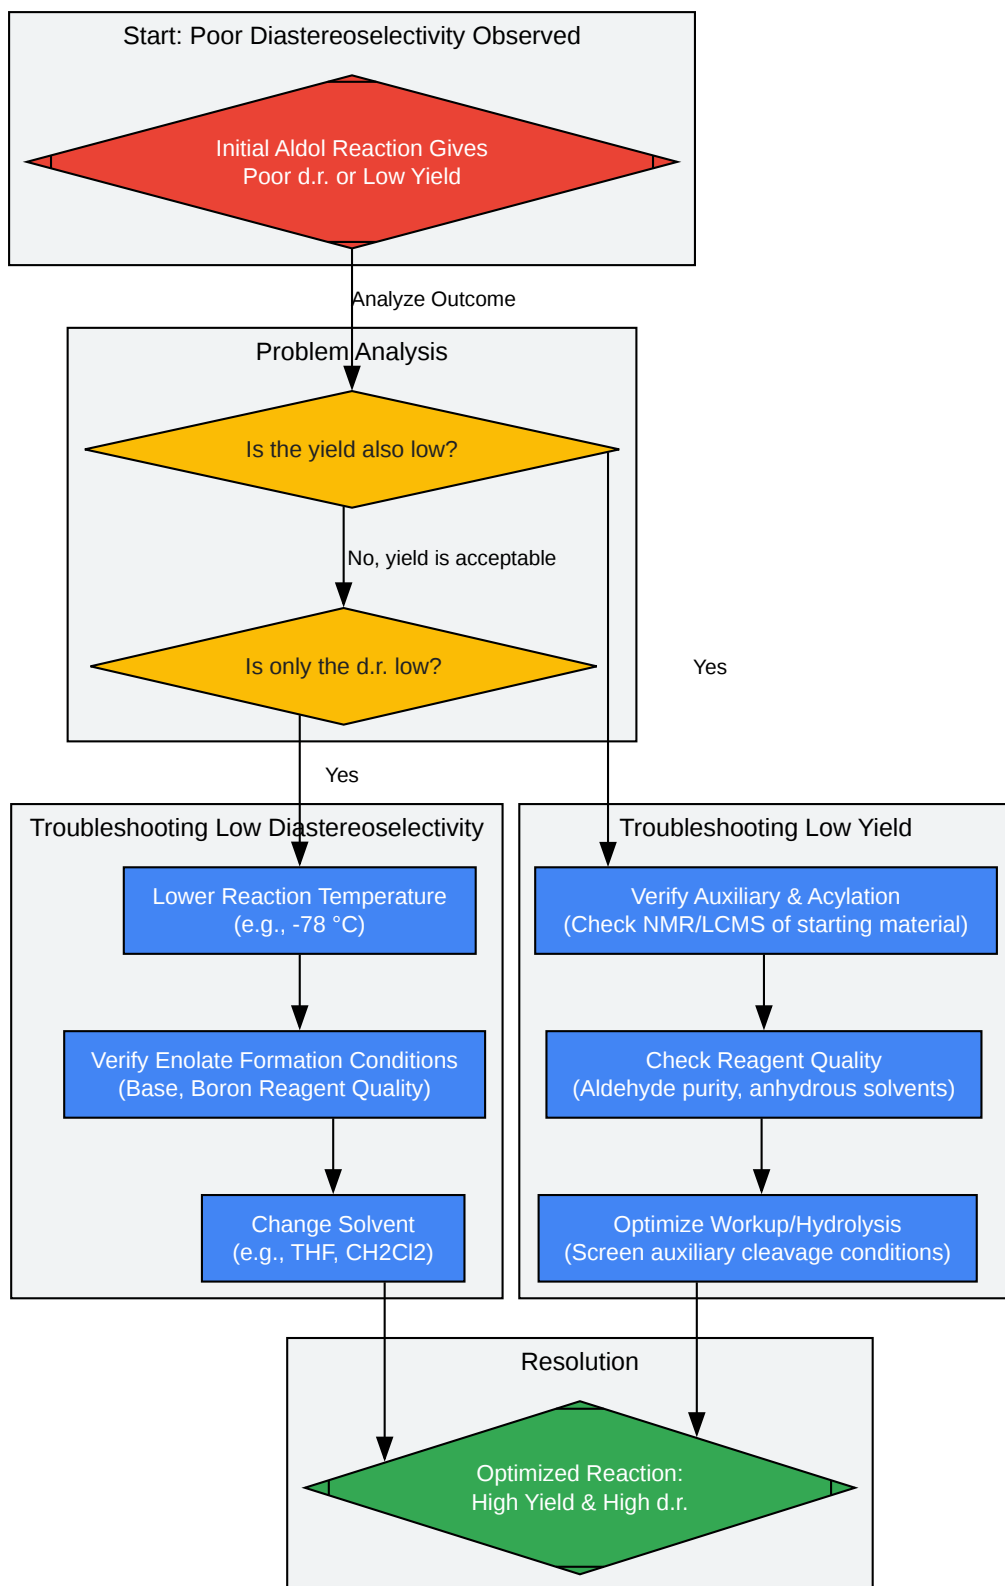 Start: Poor Diastereoselectivity Observed
Initial Aldol Reaction Gives
Poor d.r. or Low Yield
Analyze Outcome
Problem Analysis
Is the yield also low?
No, yield is acceptable
Is only the d.r. low?
Yes
Yes
Troubleshooting Low Diastereoselectivity
Lower Reaction Temperature
(e.g., -78 °C)
Verify Enolate Formation Conditions
(Base, Boron Reagent Quality)
Change Solvent
(e.g., THF, CH2Cl2)
Troubleshooting Low Yield
Verify Auxiliary & Acylation
(Check NMR/LCMS of starting material)
Check Reagent Quality
(Aldehyde purity, anhydrous solvents)
Optimize Workup/Hydrolysis
(Screen auxiliary cleavage conditions)
Resolution
Optimized Reaction:
High Yield & High d.r.